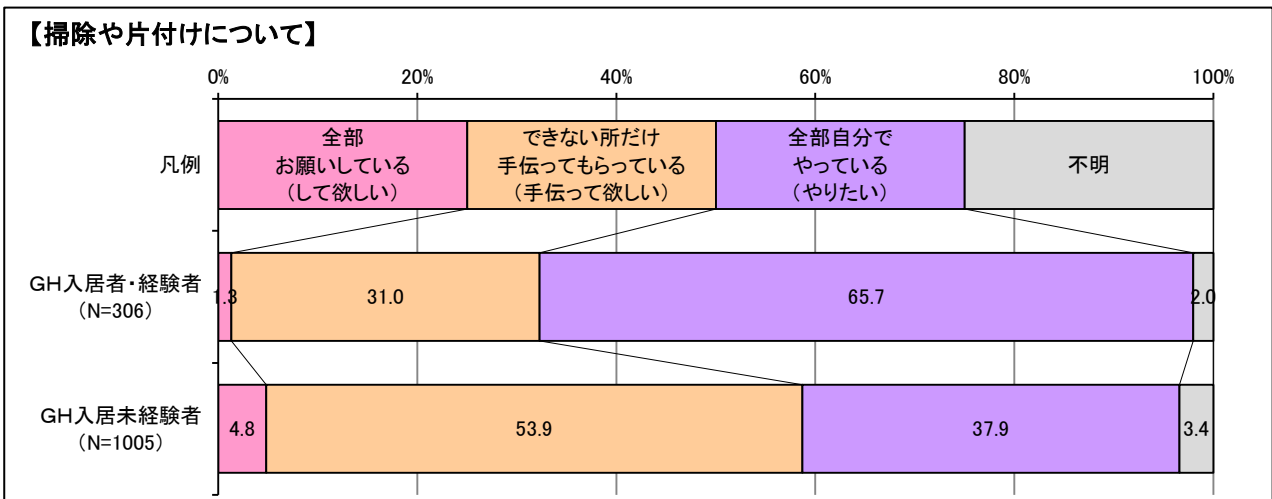 【掃除や片付けについて】
0% 20% 40% 60% 80% 100%
凡例
全部
お願いしている
（して欲しい）
できない所だけ
手伝ってもらっている
（手伝って欲しい）
全部自分で
やっている
（やりたい）
不明
GH入居者・経験者
（N=306）
1.3 31.0 65.7 2.0
GH入居未経験者
（N=1005）
4.8 53.9 37.9 3.4